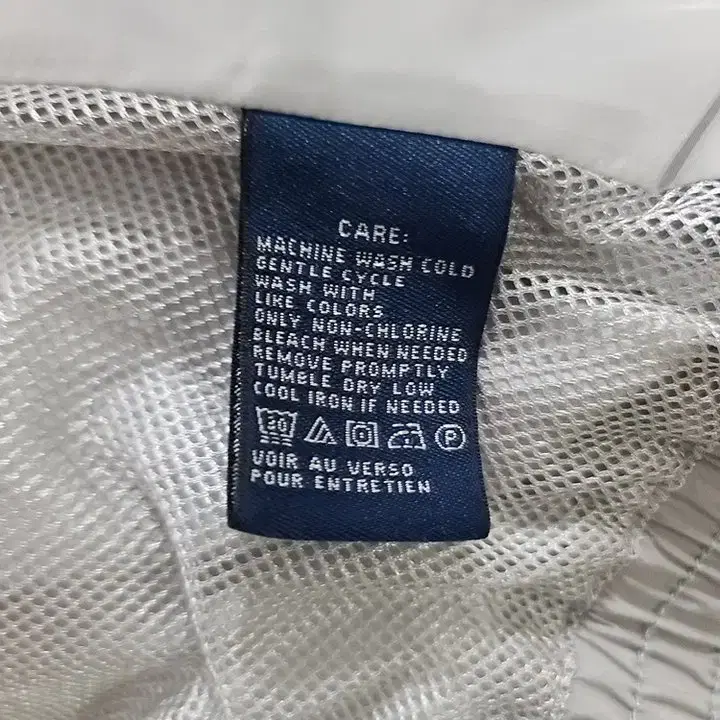 CARE:
MACHINE WASH COLD
GENTLE CYCLE
WASH WITH
LIKE COLORS
ONLY NON-CHLORINE
BLEACH WHEN NEEDED
REMOVE PROMPTLY
TUMBLE DRY LOW
COOL IRON IF NEEDED
30 P
VOIR AU VERSO
POUR ENTRETIEN